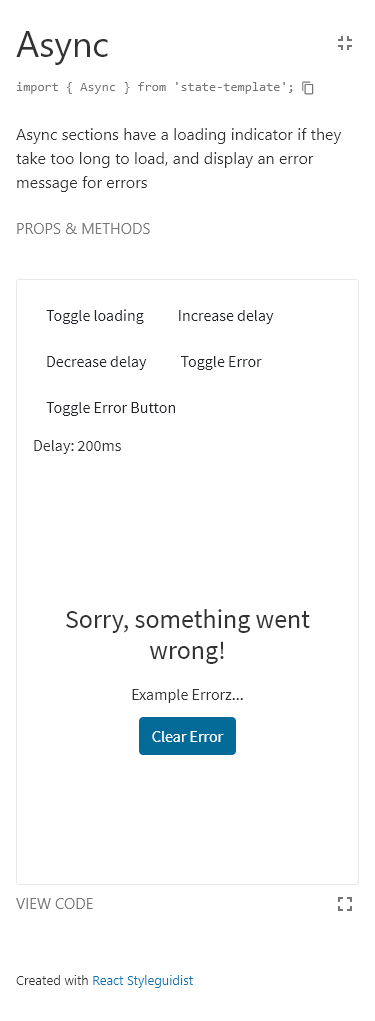 Async
import { Async } from 'state-template';
Async sections have a loading indicator if they
take too long to load, and display an error
message for errors
PROPS & METHODS
Toggle loading Increase delay
Decrease delay Toggle Error
Toggle Error Button
Delay: 200ms
Sorry, something went
wrong!
Example Errorz...
Clear Error
VIEW CODE
Created with React Styleguidist